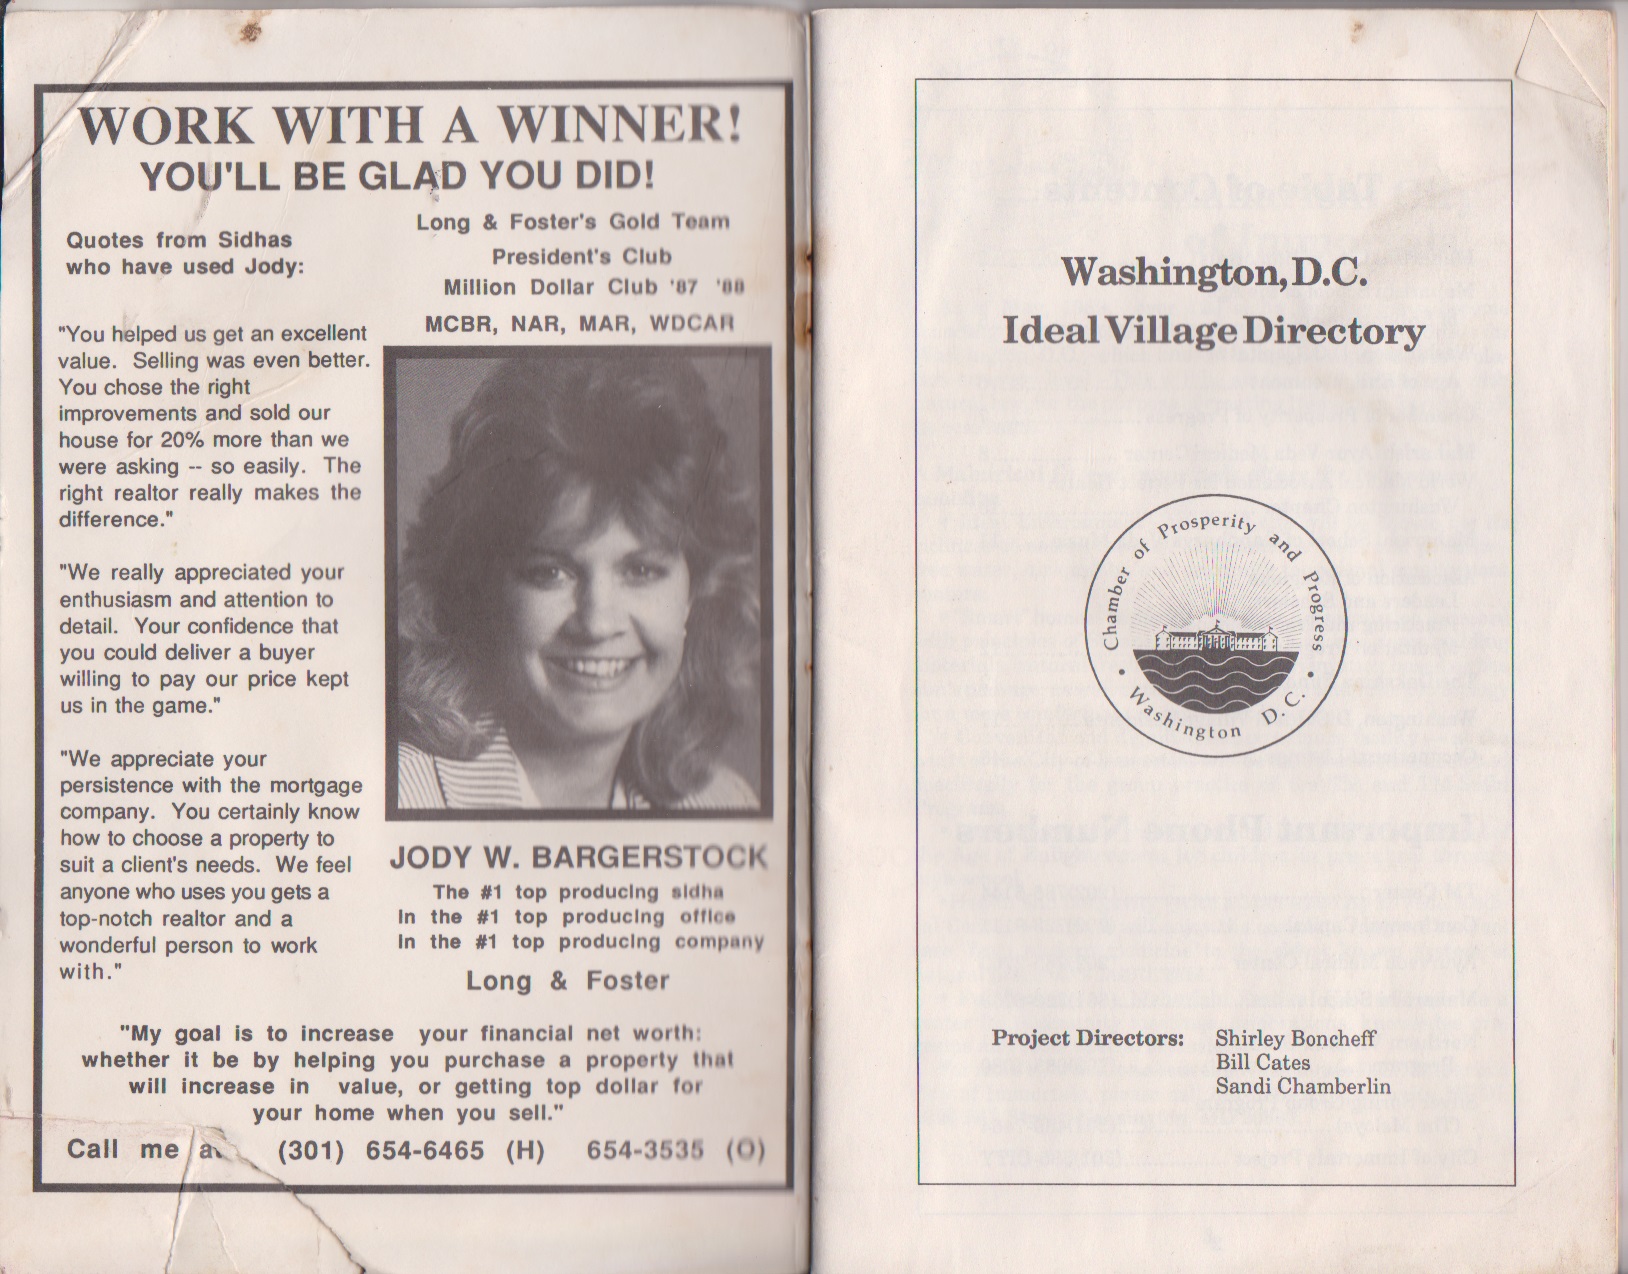 WORK WITH A WINNER!
YOU'LL BE GLAD YOU DID!
Quotes from Sidhas
who have used Jody:
"You helped us get an excellent
value. Selling was even better.
You chose the right
improvements and sold our
house for 20% more than we
were asking -- so easily. The
right realtor really makes the
difference."
"We really appreciated your
enthusiasm and attention to
detail. Your confidence that
you could deliver a buyer
willing to pay our price kept
us in the game."
"We appreciate your
persistence with the mortgage
company. You certainly know
how to choose a property to
suit a client's needs. We feel
anyone who uses you gets a
top-notch realtor and a
wonderful person to work
with."
Long & Foster's Gold Team
President's Club
Million Dollar Club '87 '88
MCBR, NAR, MAR, WDCAR
JODY W. BARGERSTOCK
The #1 top producing sidha
in the #1 top producing office
in the #1 top producing company
Long & Foster
"My goal is to increase your financial net worth:
whether it be by helping you purchase a property that
will increase in value, or getting top dollar for
your home when you sell."
Call me (301) 654-6465 (H) 654-3535 (O)
Washington, D.C.
Ideal Village Directory
Chamber of Prosperity and Progress
• Washington D.C. •
Project Directors: Shirley Boncheff
Bill Cates
Sandi Chamberlin